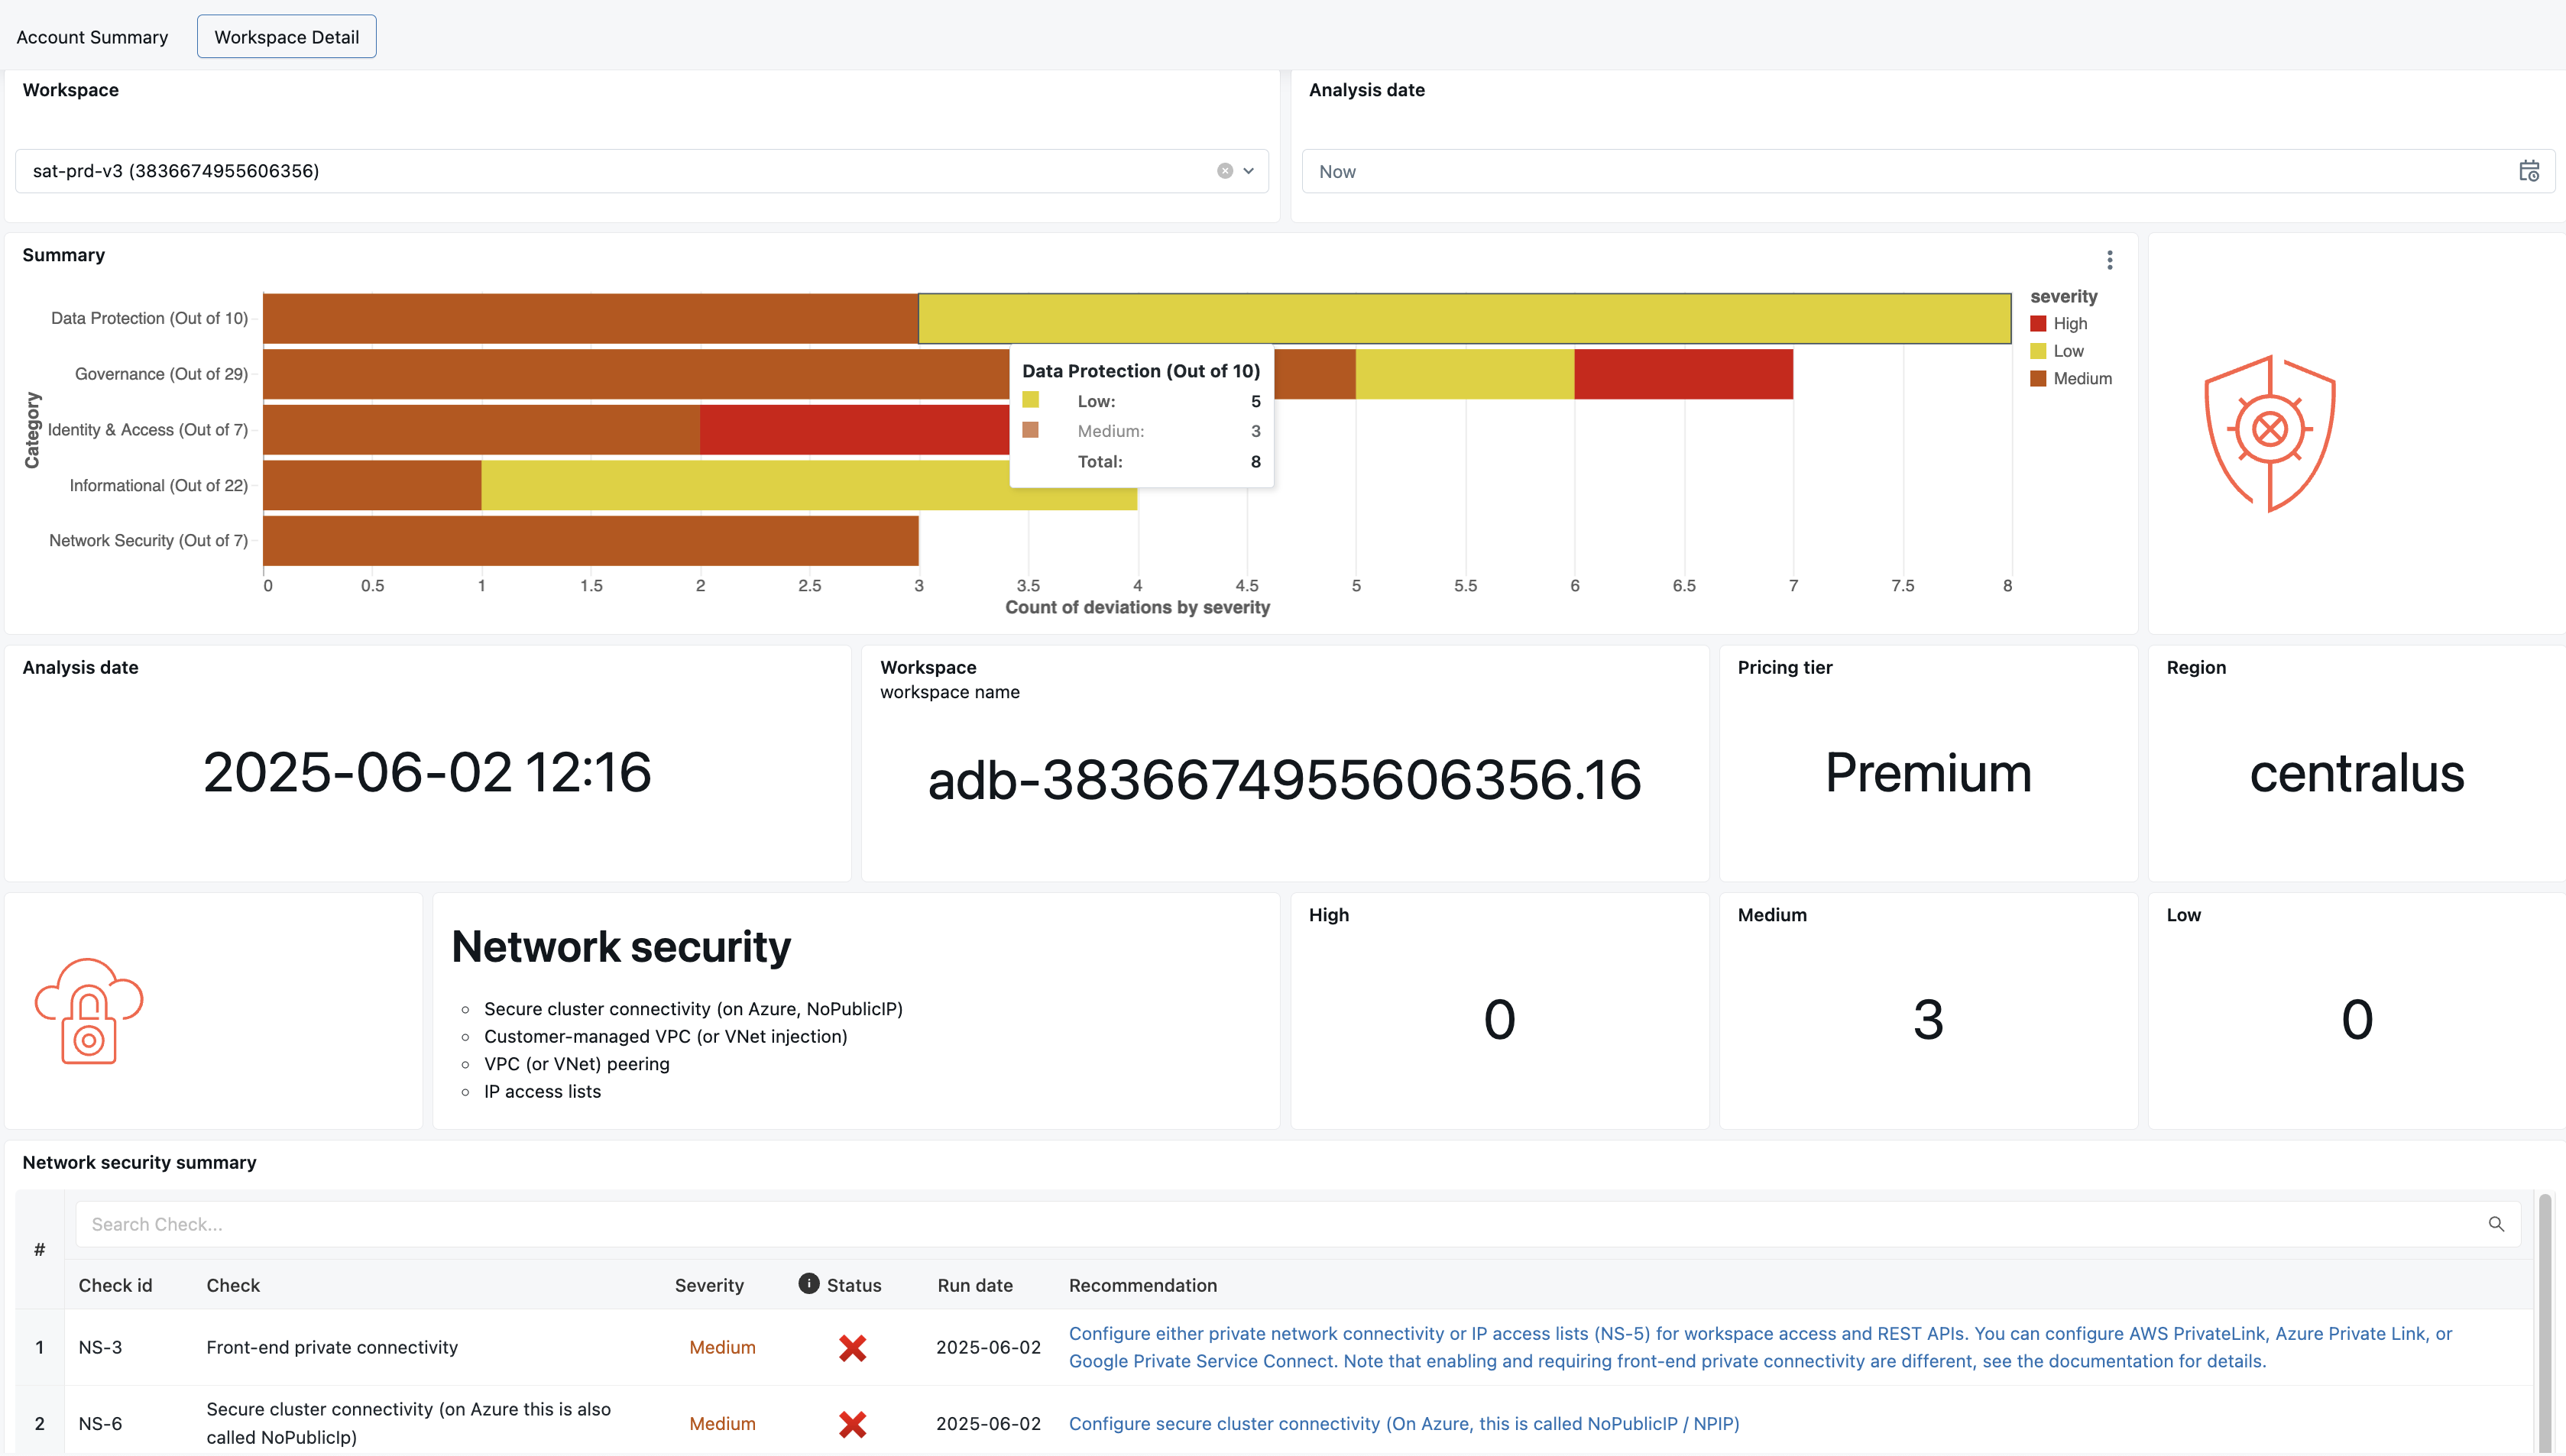 Account Summary
Workspace Detail
Workspace
Analysis date
sat-prd-v3 (3836674955606356)
Now
Summary
Category
Data Protection (Out of 10)
Governance (Out of 29)
Identity & Access (Out of 7)
Informational (Out of 22)
Network Security (Out of 7)
Data Protection (Out of 10)
Low: 5
Medium: 3
Total: 8
severity
High
Low
Medium
0 0.5 1 1.5 2 2.5 3 3.5 4 4.5 5 5.5 6 6.5 7 7.5 8
Count of deviations by severity
Analysis date
2025-06-02 12:16
Workspace
workspace name
adb-3836674955606356.16
Pricing tier
Premium
Region
centralus
Network security
Secure cluster connectivity (on Azure, NoPublicIP)
Customer-managed VPC (or VNet injection)
VPC (or VNet) peering
IP access lists
High
0
Medium
3
Low
0
Network security summary
Search Check...
# Check id Check Severity Status Run date Recommendation
1 NS-3 Front-end private connectivity Medium 2025-06-02 Configure either private network connectivity or IP access lists (NS-5) for workspace access and REST APIs. You can configure AWS PrivateLink, Azure Private Link, or
Google Private Service Connect. Note that enabling and requiring front-end private connectivity are different, see the documentation for details.
2 NS-6 Secure cluster connectivity (on Azure this is also
called NoPublicIp) Medium 2025-06-02 Configure secure cluster connectivity (On Azure, this is called NoPublicIP / NPIP)